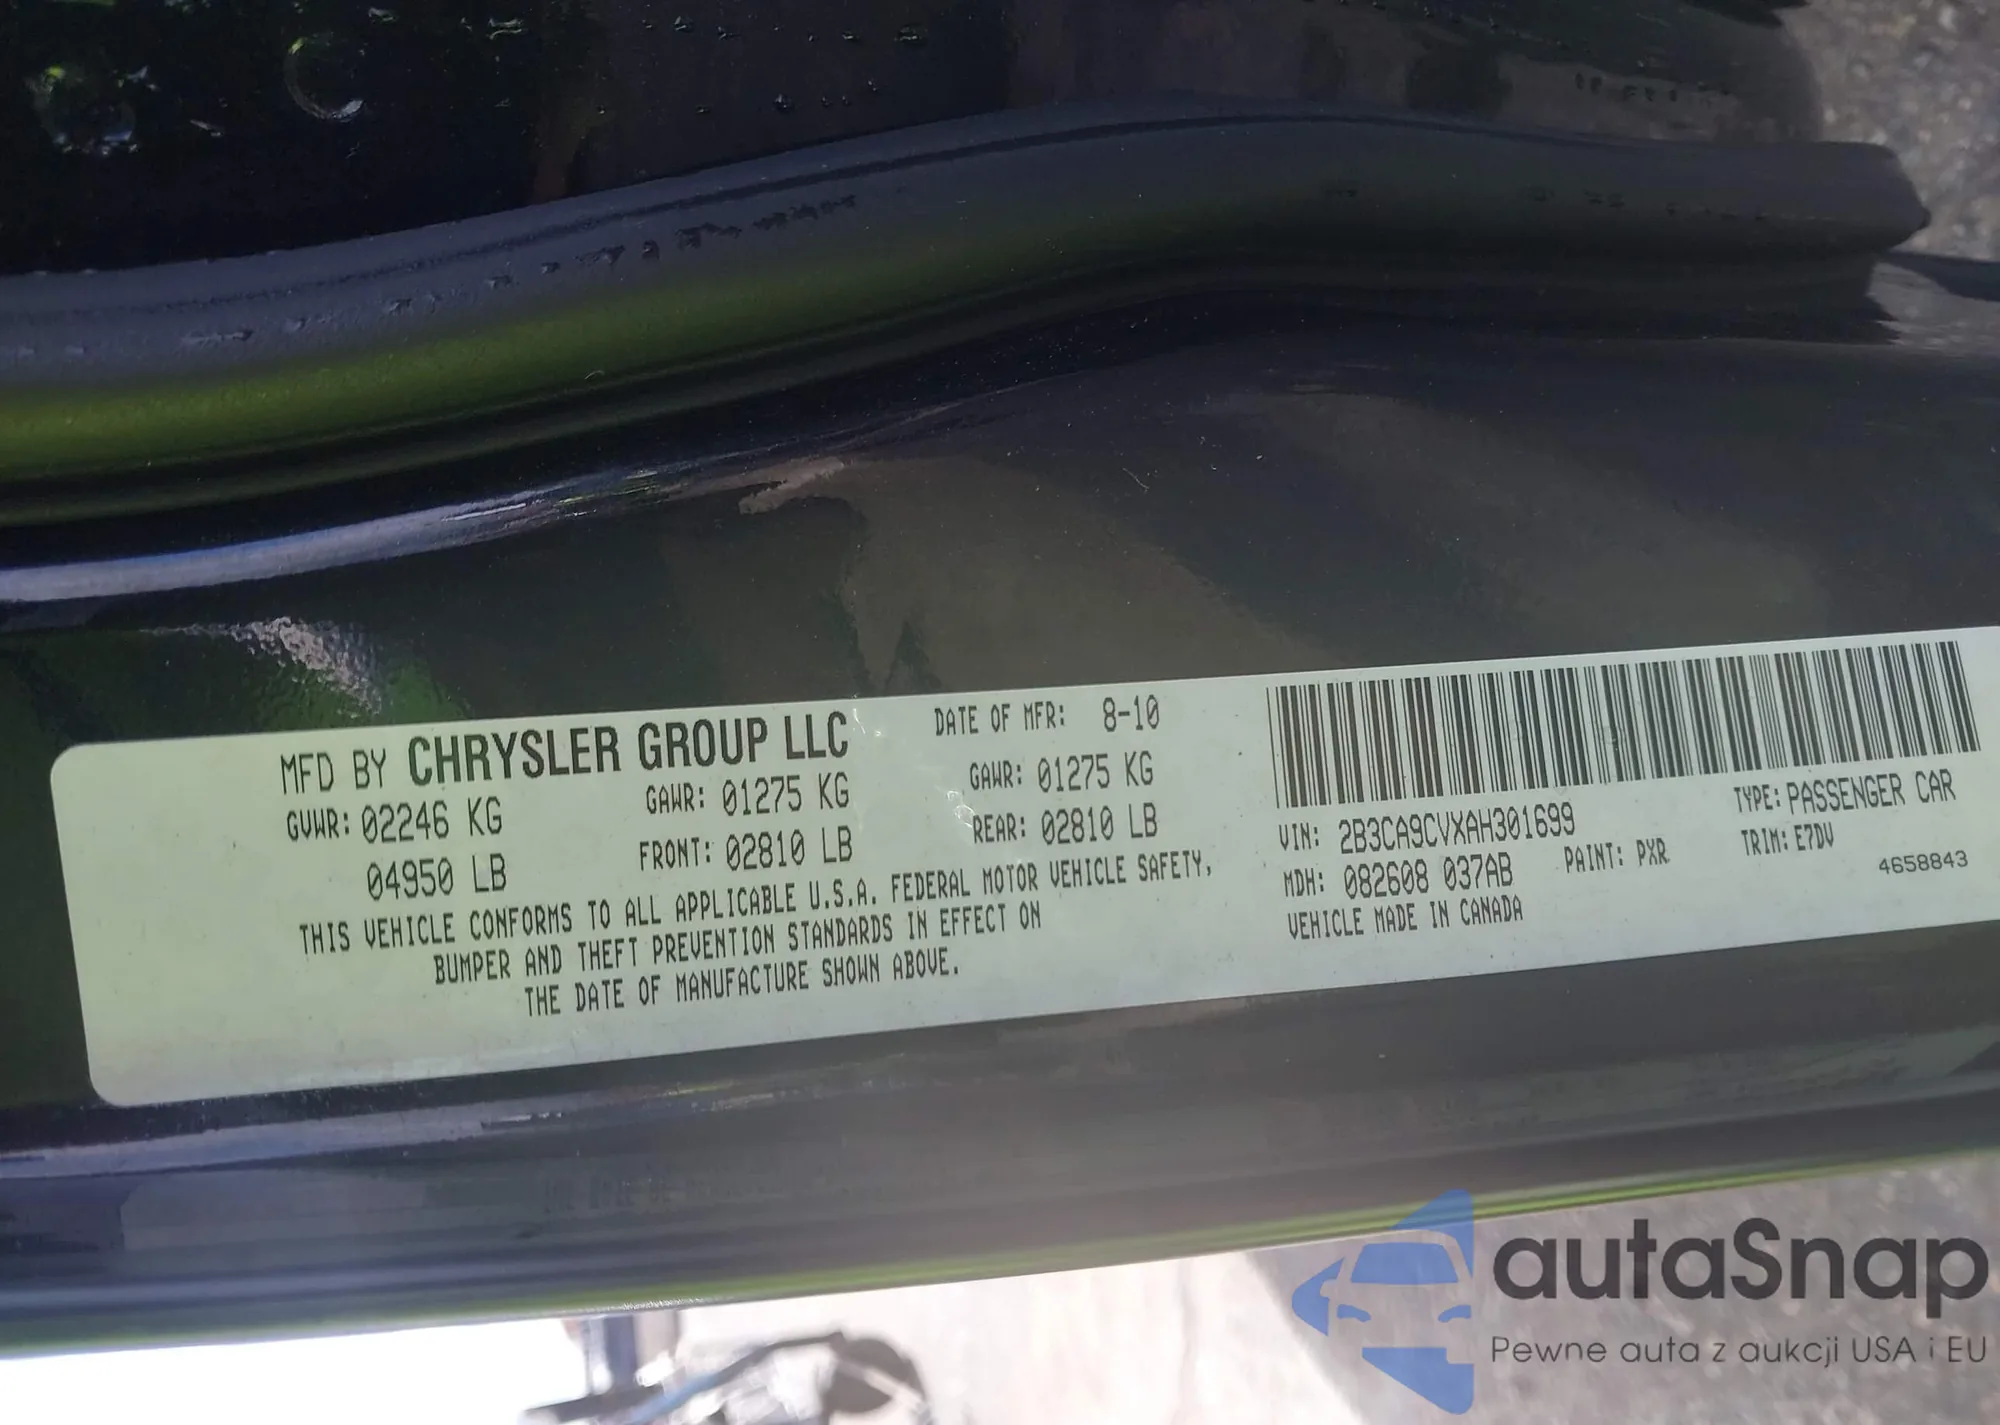 MFD BY CHRYSLER GROUP LLC
DATE OF MFR: 8-10
GVWR: 02246 KG
04950 LB
GAWR: 01275 KG
FRONT: 02810 LB
GAWR: 01275 KG
REAR: 02810 LB
THIS VEHICLE CONFORMS TO ALL APPLICABLE U.S.A. FEDERAL MOTOR VEHICLE SAFETY,
BUMPER AND THEFT PREVENTION STANDARDS IN EFFECT ON
THE DATE OF MANUFACTURE SHOWN ABOVE.
VIN: 2B3CA9CVXAH301699
TYPE: PASSENGER CAR
MDH: 082608 037AB
PAINT: PXR
TRIM: E7DV
VEHICLE MADE IN CANADA
4658843
autaSnap
Pewne auta z aukcji USA i EU